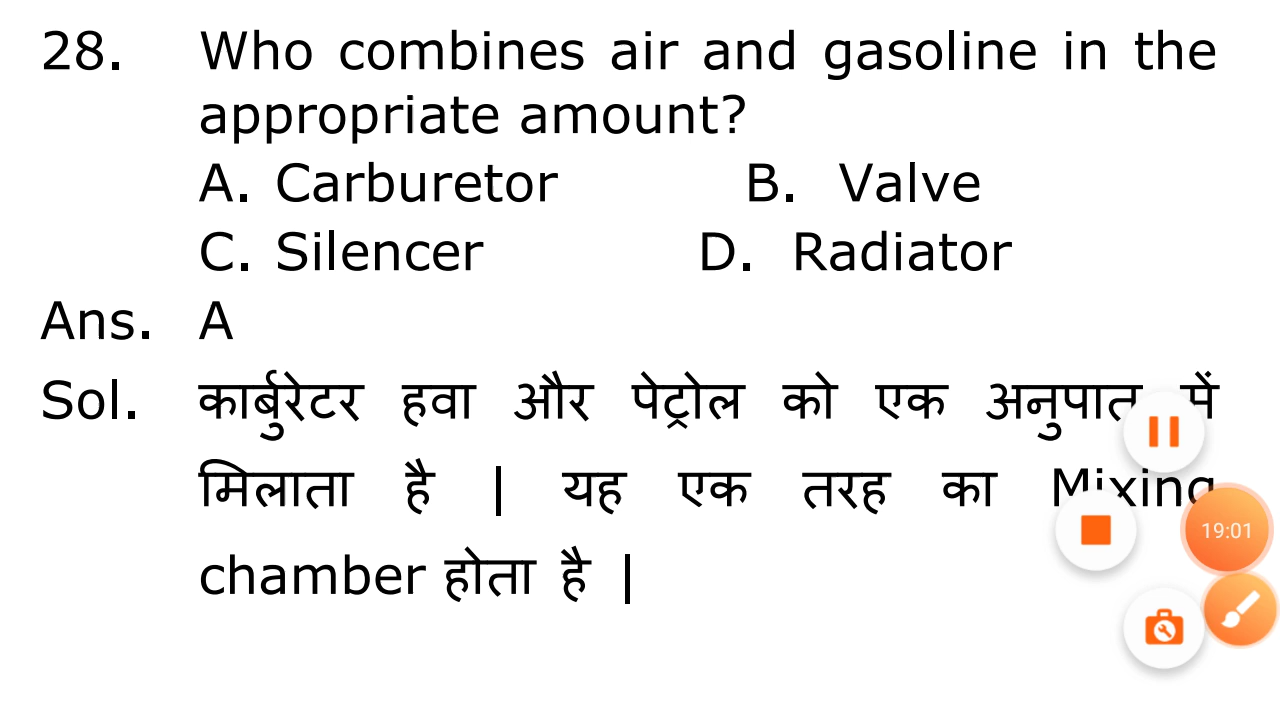 28. Who combines air and gasoline in the
appropriate amount?
A. Carburetor B. Valve
C. Silencer D. Radiator
Ans. A
Sol. कार्बुरेटर हवा और पेट्रोल को एक अनुपात में
मिलाता है | यह एक तरह का Mixing
chamber होता है |
19:01